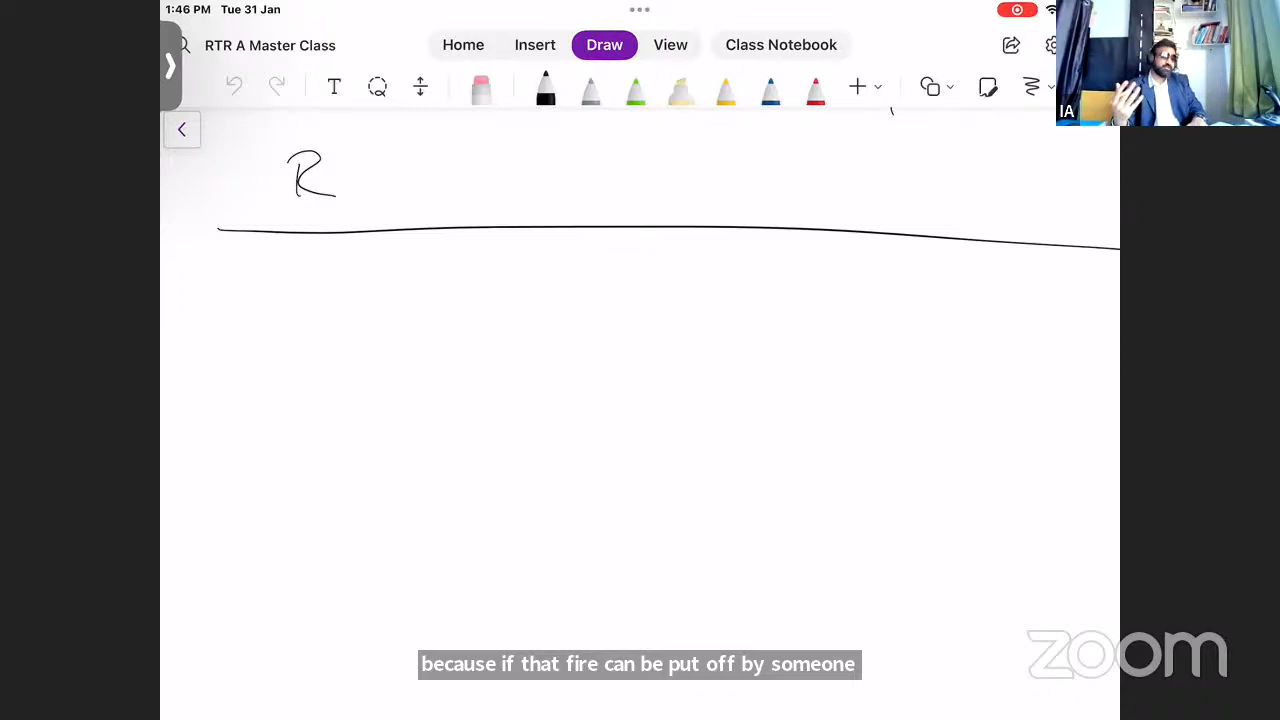 1:46 PM Tue 31 Jan
RTR A Master Class
Home Insert Draw View Class Notebook
T
IA
R
because if that fire can be put off by someone
zoom